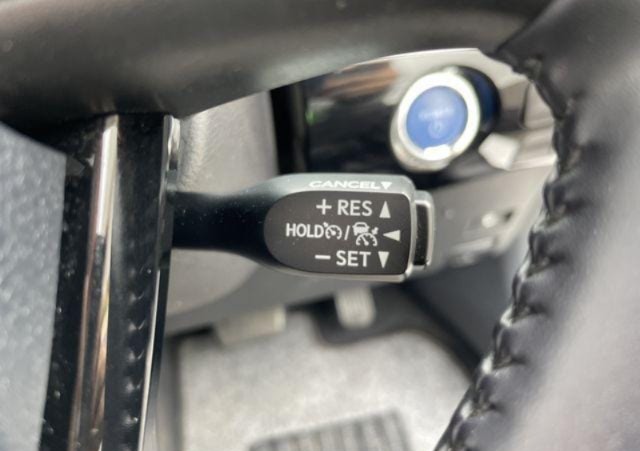 CANCEL▼
+ RES ▲
HOLD / ◀
− SET ▼